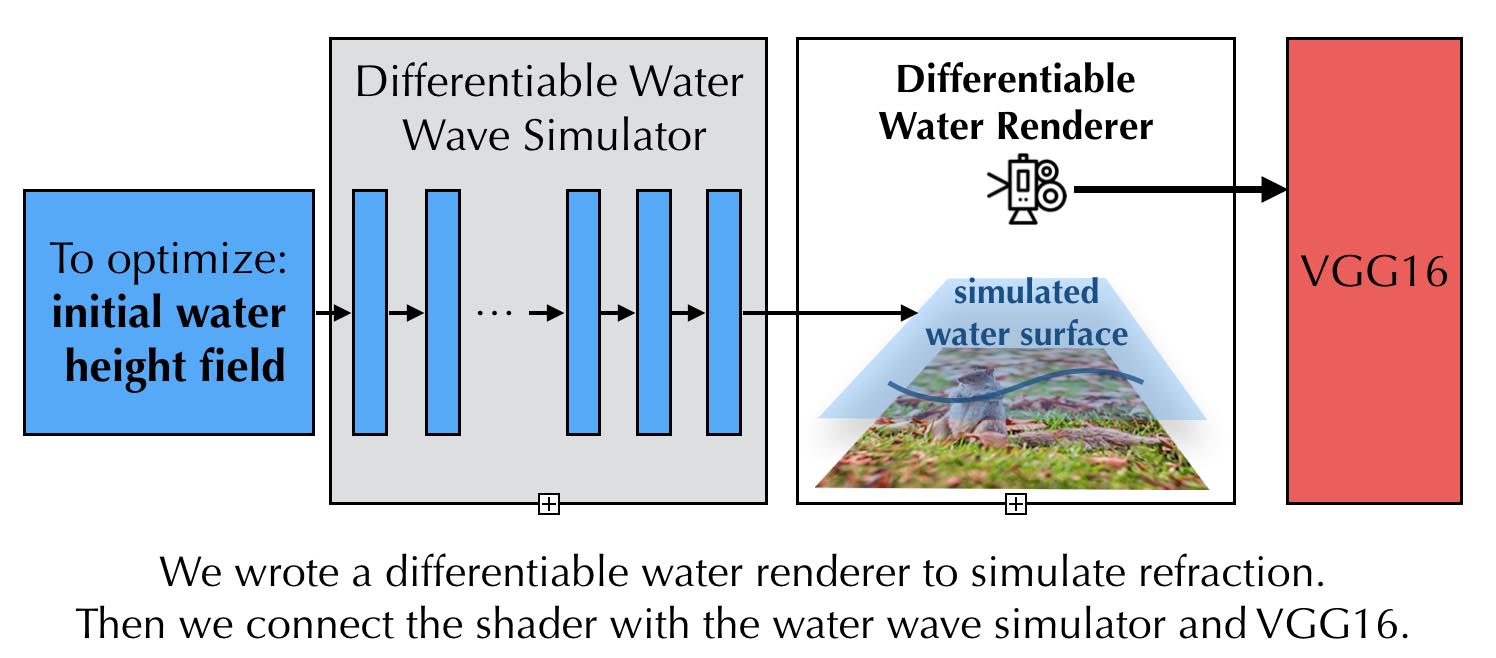 Differentiable Water
Wave Simulator
Differentiable
Water Renderer
To optimize:
initial water
height field
...
simulated
water surface
VGG16
We wrote a differentiable water renderer to simulate refraction.
Then we connect the shader with the water wave simulator and VGG16.